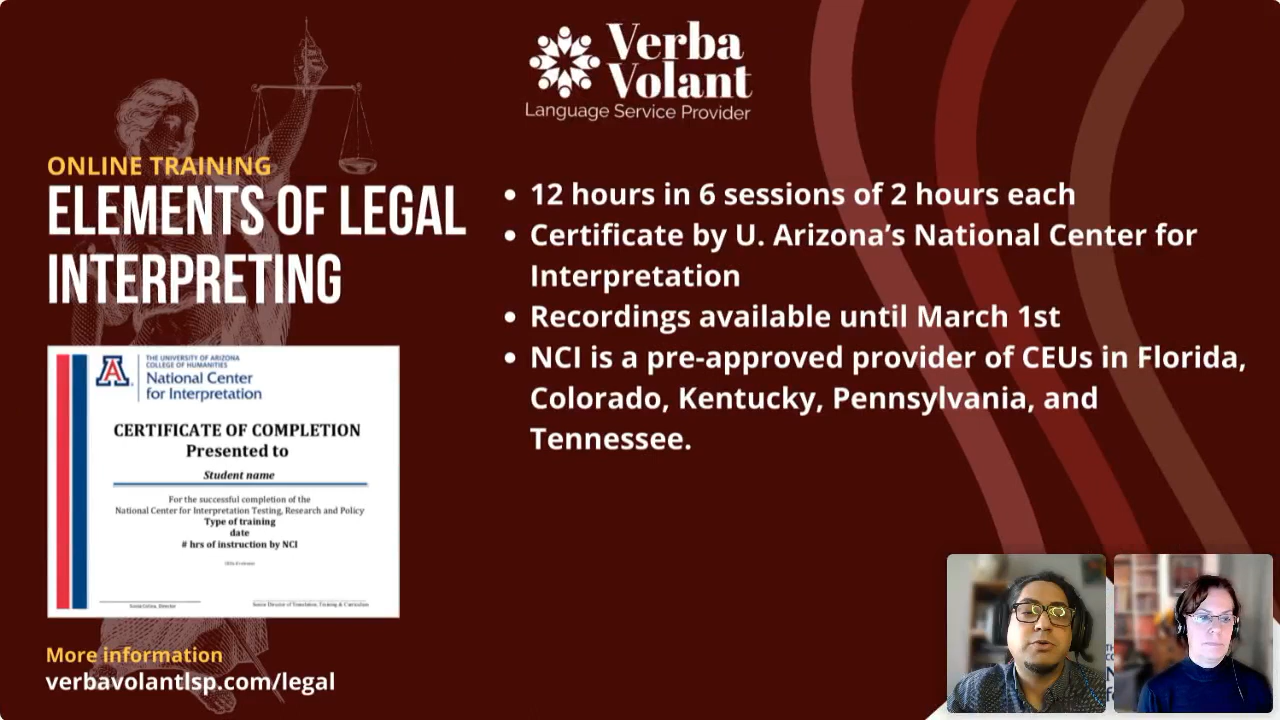 Verba
Volant
Language Service Provider
ONLINE TRAINING
ELEMENTS OF LEGAL
INTERPRETING
• 12 hours in 6 sessions of 2 hours each
• Certificate by U. Arizona's National Center for
Interpretation
• Recordings available until March 1st
• NCI is a pre-approved provider of CEUs in Florida,
Colorado, Kentucky, Pennsylvania, and
Tennessee.
A
THE UNIVERSITY OF ARIZONA
COLLEGE OF HUMANITIES
National Center
for Interpretation
CERTIFICATE OF COMPLETION
Presented to
Student name
For the successful completion of the
National Center for Interpretation Testing, Research and Policy
Type of training
date
# hrs of instruction by NCI
More information
verbavolantlsp.com/legal